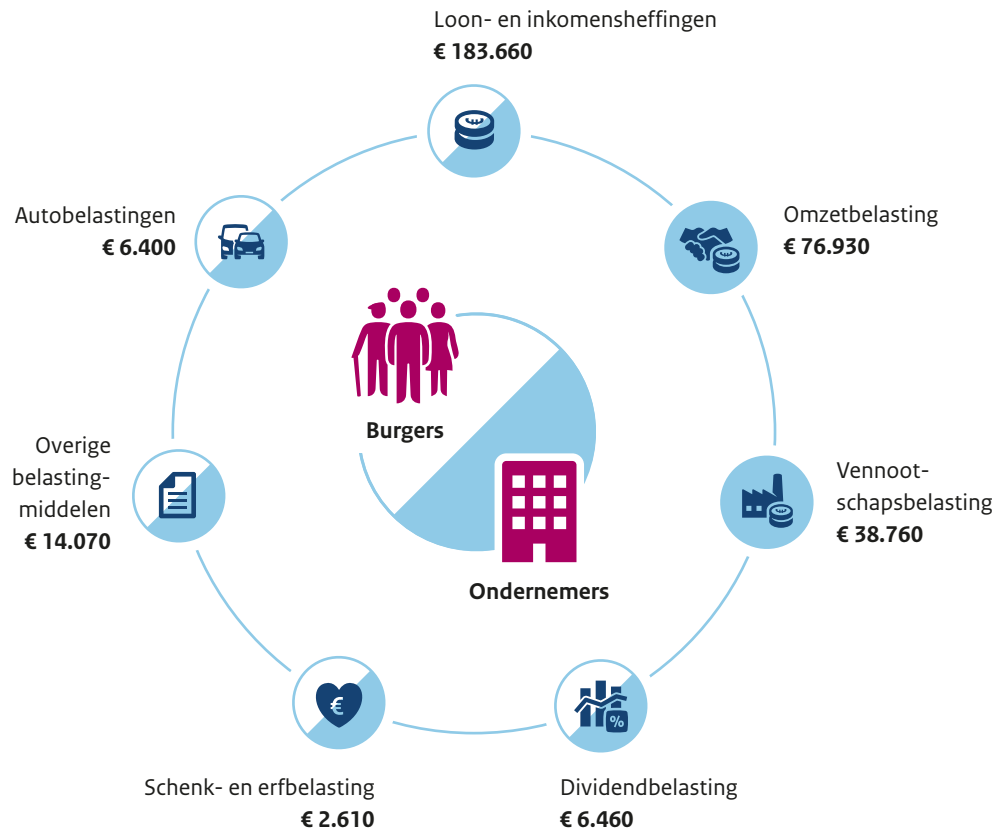 Loon- en inkomensheffingen
€ 183.660
Autobelastingen
€ 6.400
Omzetbelasting
€ 76.930
Burgers
Overige
belasting-
middelen
€ 14.070
Vennoot-
schapsbelasting
€ 38.760
Ondernemers
€
%
Schenk- en erfbelasting
€ 2.610
Dividendbelasting
€ 6.460